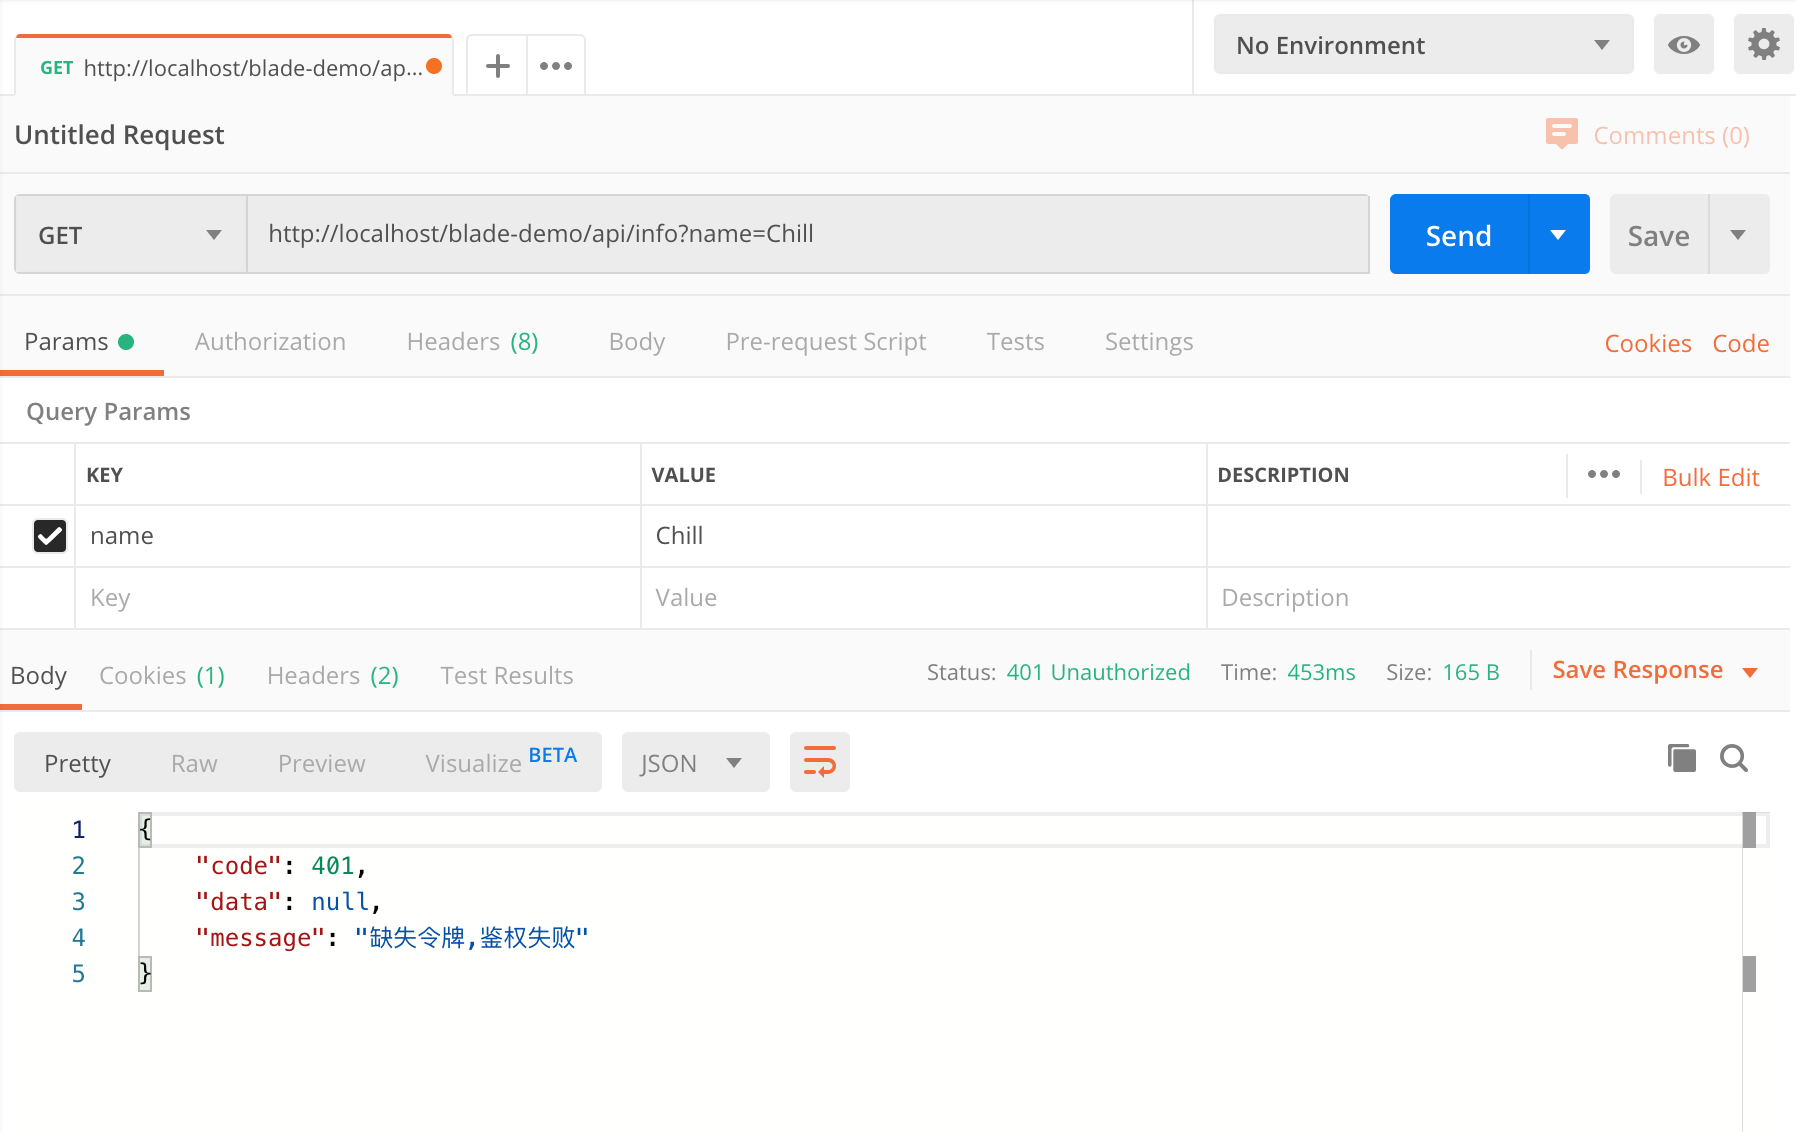 GET http://localhost/blade-demo/ap...
No Environment
Untitled Request
Comments (0)
GET
http://localhost/blade-demo/api/info?name=Chill
Send
Save
Params
Authorization
Headers (8)
Body
Pre-request Script
Tests
Settings
Cookies
Code
Query Params
KEY
VALUE
DESCRIPTION
Bulk Edit
name
Chill
Key
Value
Description
Body
Cookies (1)
Headers (2)
Test Results
Status: 401 Unauthorized
Time: 453ms
Size: 165 B
Save Response
Pretty
Raw
Preview
Visualize BETA
JSON
1 {
2 "code": 401,
3 "data": null,
4 "message": "缺失令牌,鉴权失败"
5 }